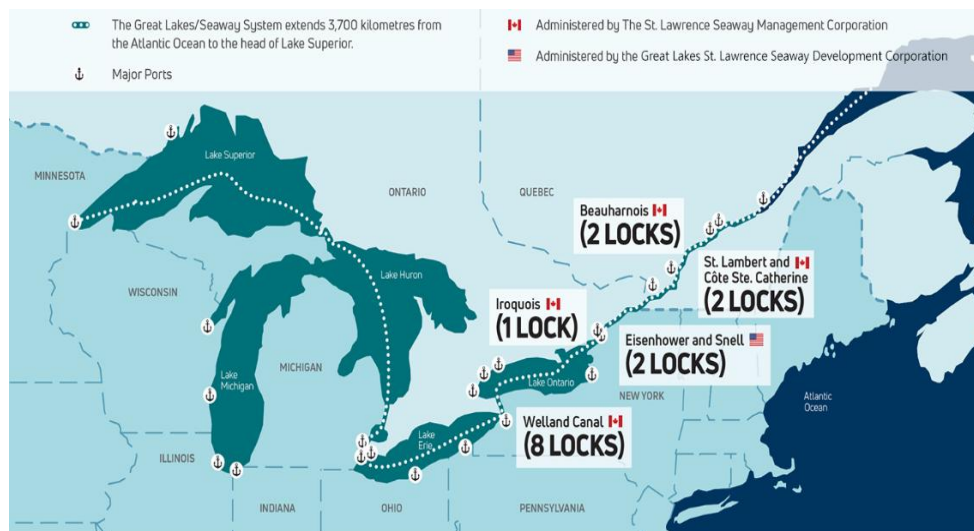 The Great Lakes/Seaway System extends 3,700 kilometres from
the Atlantic Ocean to the head of Lake Superior.
Major Ports
Administered by The St. Lawrence Seaway Management Corporation
Administered by the Great Lakes St. Lawrence Seaway Development Corporation
MINNESOTA
Lake Superior
ONTARIO
QUEBEC
Beauharnois
(2 LOCKS)
St. Lambert and
Côte Ste. Catherine
(2 LOCKS)
WISCONSIN
Lake Huron
Iroquois
(1 LOCK)
Eisenhower and Snell
(2 LOCKS)
MICHIGAN
Lake
Michigan
Lake Ontario
NEW YORK
Atlantic
Ocean
Welland Canal
(8 LOCKS)
Lake
Erie
ILLINOIS
INDIANA
OHIO
PENNSYLVANIA